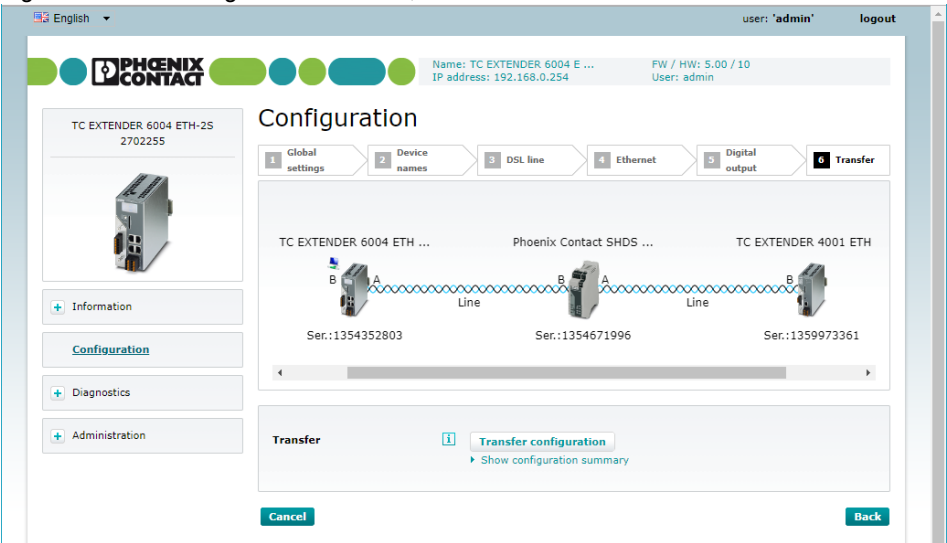 English
user: 'admin'
logout
PHŒNIX
CONTACT
Name: TC EXTENDER 6004 E ...
IP address: 192.168.0.254
FW / HW: 5.00 / 10
User: admin
TC EXTENDER 6004 ETH-2S
2702255
Information
Configuration
Diagnostics
Administration
Configuration
1 Global
settings
2 Device
names
3 DSL line
4 Ethernet
5 Digital
output
6 Transfer
TC EXTENDER 6004 ETH ...
Phoenix Contact SHDS ...
TC EXTENDER 4001 ETH
B A
B A
B
Line
Line
Ser.:1354352803
Ser.:1354671996
Ser.:1359973361
Transfer
i
Transfer configuration
Show configuration summary
Cancel
Back